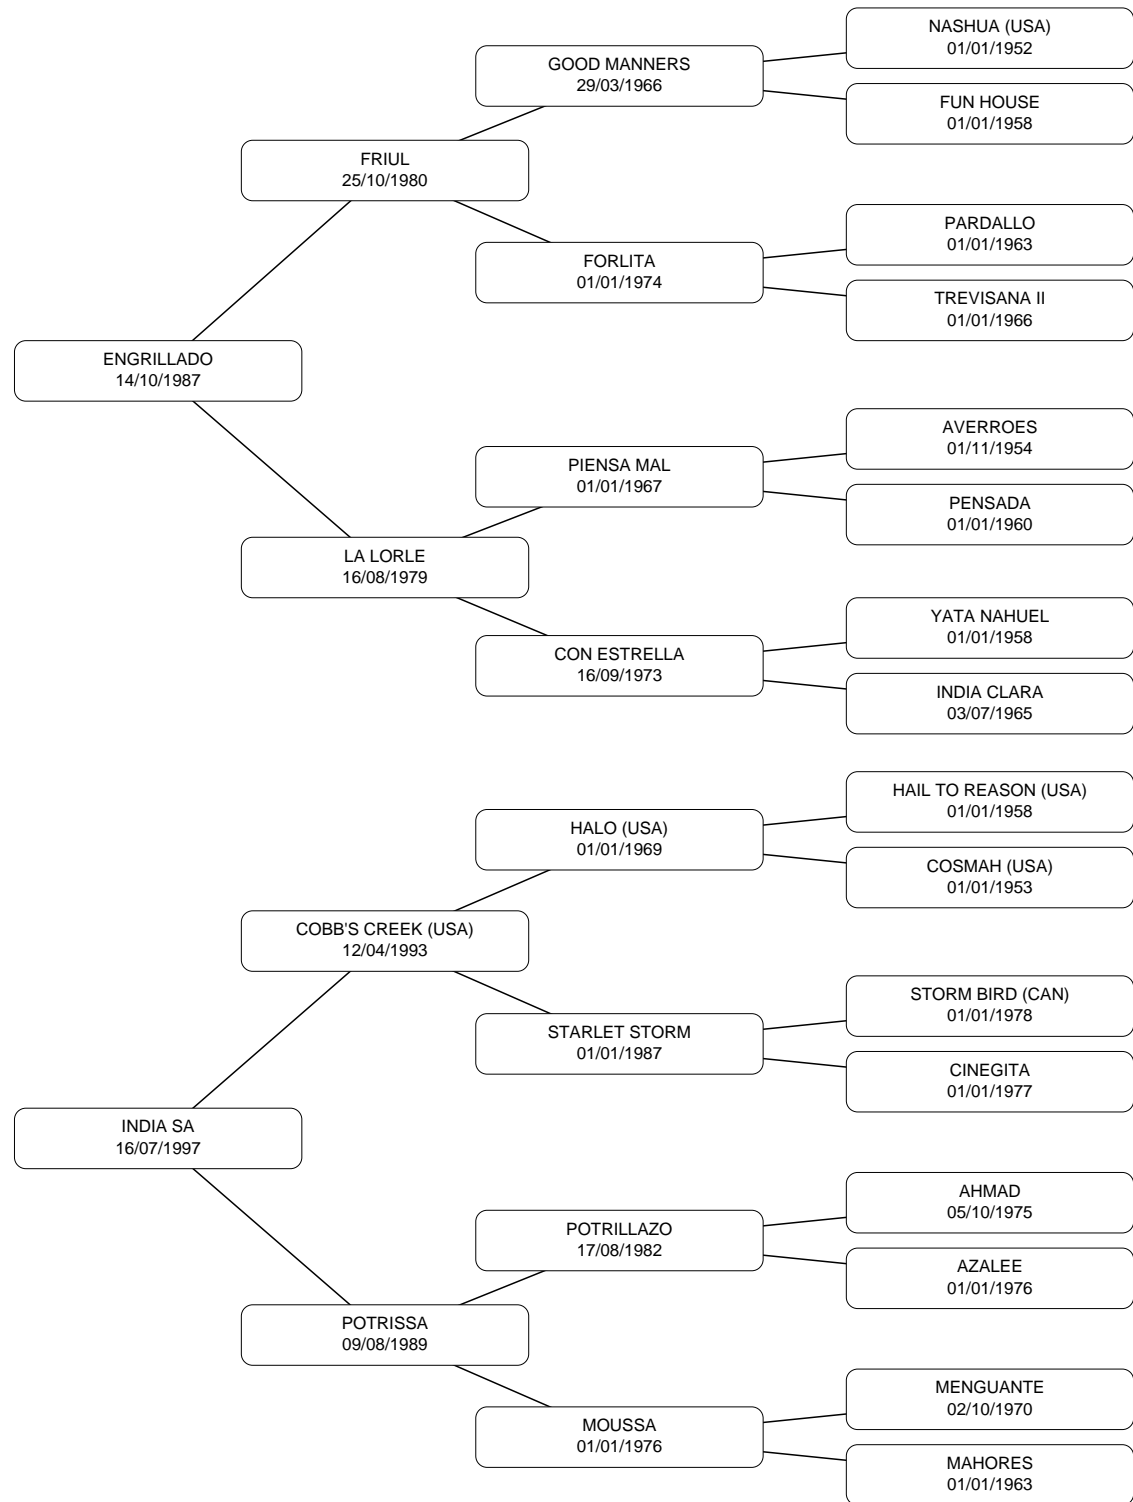 NASHUA (USA)
01/01/1952
GOOD MANNERS
29/03/1966
FUN HOUSE
01/01/1958
FRIUL
25/10/1980
PARDALLO
01/01/1963
FORLITA
01/01/1974
TREVISANA II
01/01/1966
ENGRILLADO
14/10/1987
AVERROES
01/11/1954
PIENSA MAL
01/01/1967
PENSADA
01/01/1960
LA LORLE
16/08/1979
YATA NAHUEL
01/01/1958
CON ESTRELLA
16/09/1973
INDIA CLARA
03/07/1965
HAIL TO REASON (USA)
01/01/1958
HALO (USA)
01/01/1969
COSMAH (USA)
01/01/1953
COBB'S CREEK (USA)
12/04/1993
STORM BIRD (CAN)
01/01/1978
STARLET STORM
01/01/1987
CINEGITA
01/01/1977
INDIA SA
16/07/1997
AHMAD
05/10/1975
POTRILLAZO
17/08/1982
AZALEE
01/01/1976
POTRISSA
09/08/1989
MENGUANTE
02/10/1970
MOUSSA
01/01/1976
MAHORES
01/01/1963